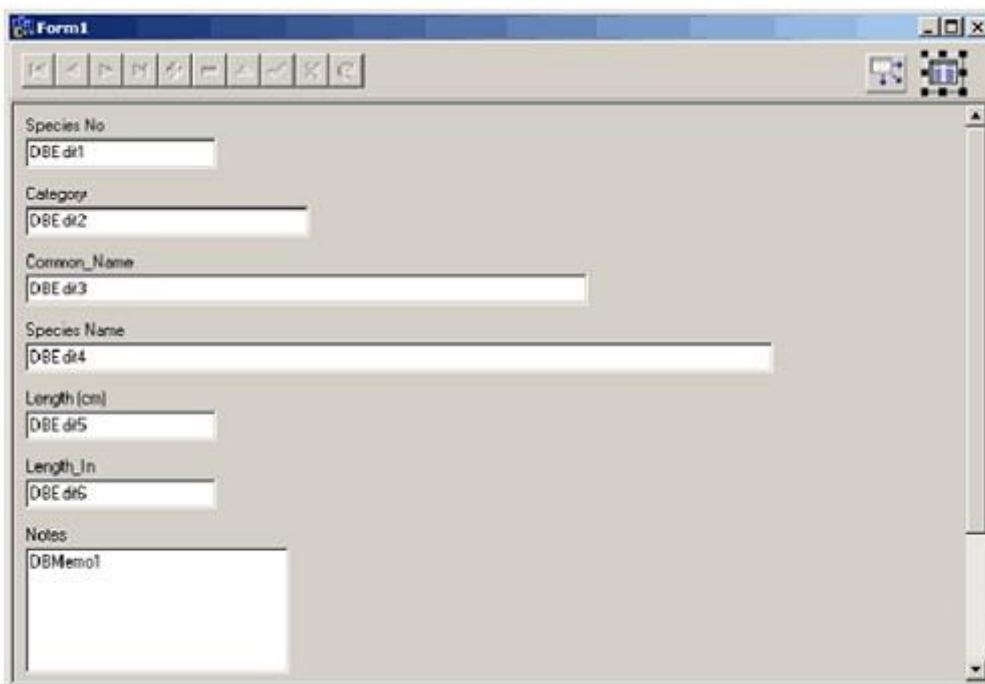 Form1
Species No
DBEdit1
Category
DBEdit2
Common_Name
DBEdit3
Species Name
DBEdit4
Length (cm)
DBEdit5
Length_In
DBEdit6
Notes
DBMemo1